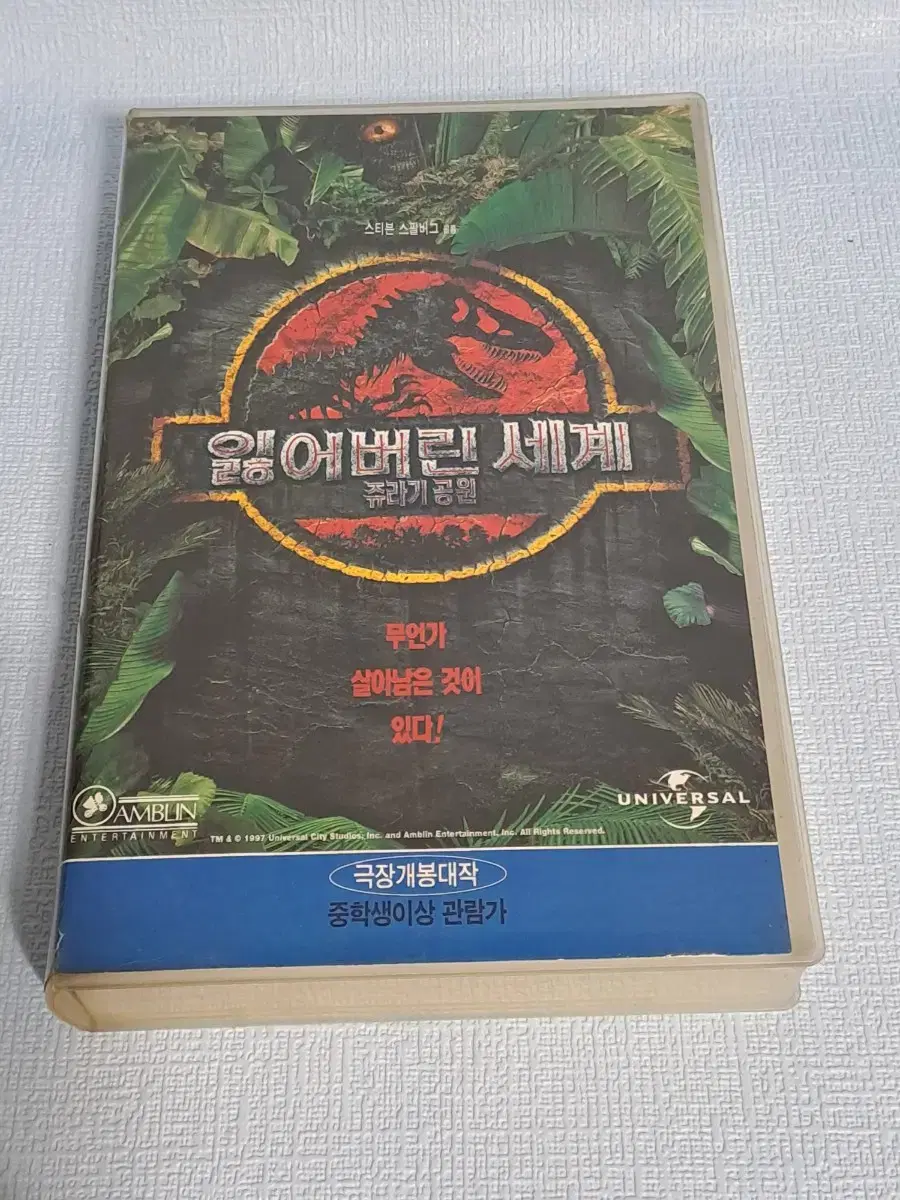 스티븐 스필버그
잃어버린 세계
쥬라기 공원
무언가
살아남은 것이
있다!
AMBLIN
ENTERTAINMENT
UNIVERSAL
TM & © 1997 Universal City Studios, Inc. and Amblin Entertainment, Inc. All Rights Reserved.
극장개봉대작
중학생이상 관람가